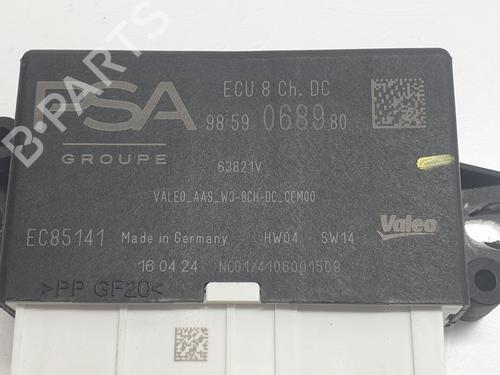 PSA
GROUPE
ECU 8 Ch. DC
98 59 0689 80
63821V
VALEO_AAS_W3-8CH-DC_CEM00
EC85141 Made in Germany HW04 SW14
Valeo
16 04 24 NC01/4106001509
>PP GF20<
B-PARTS